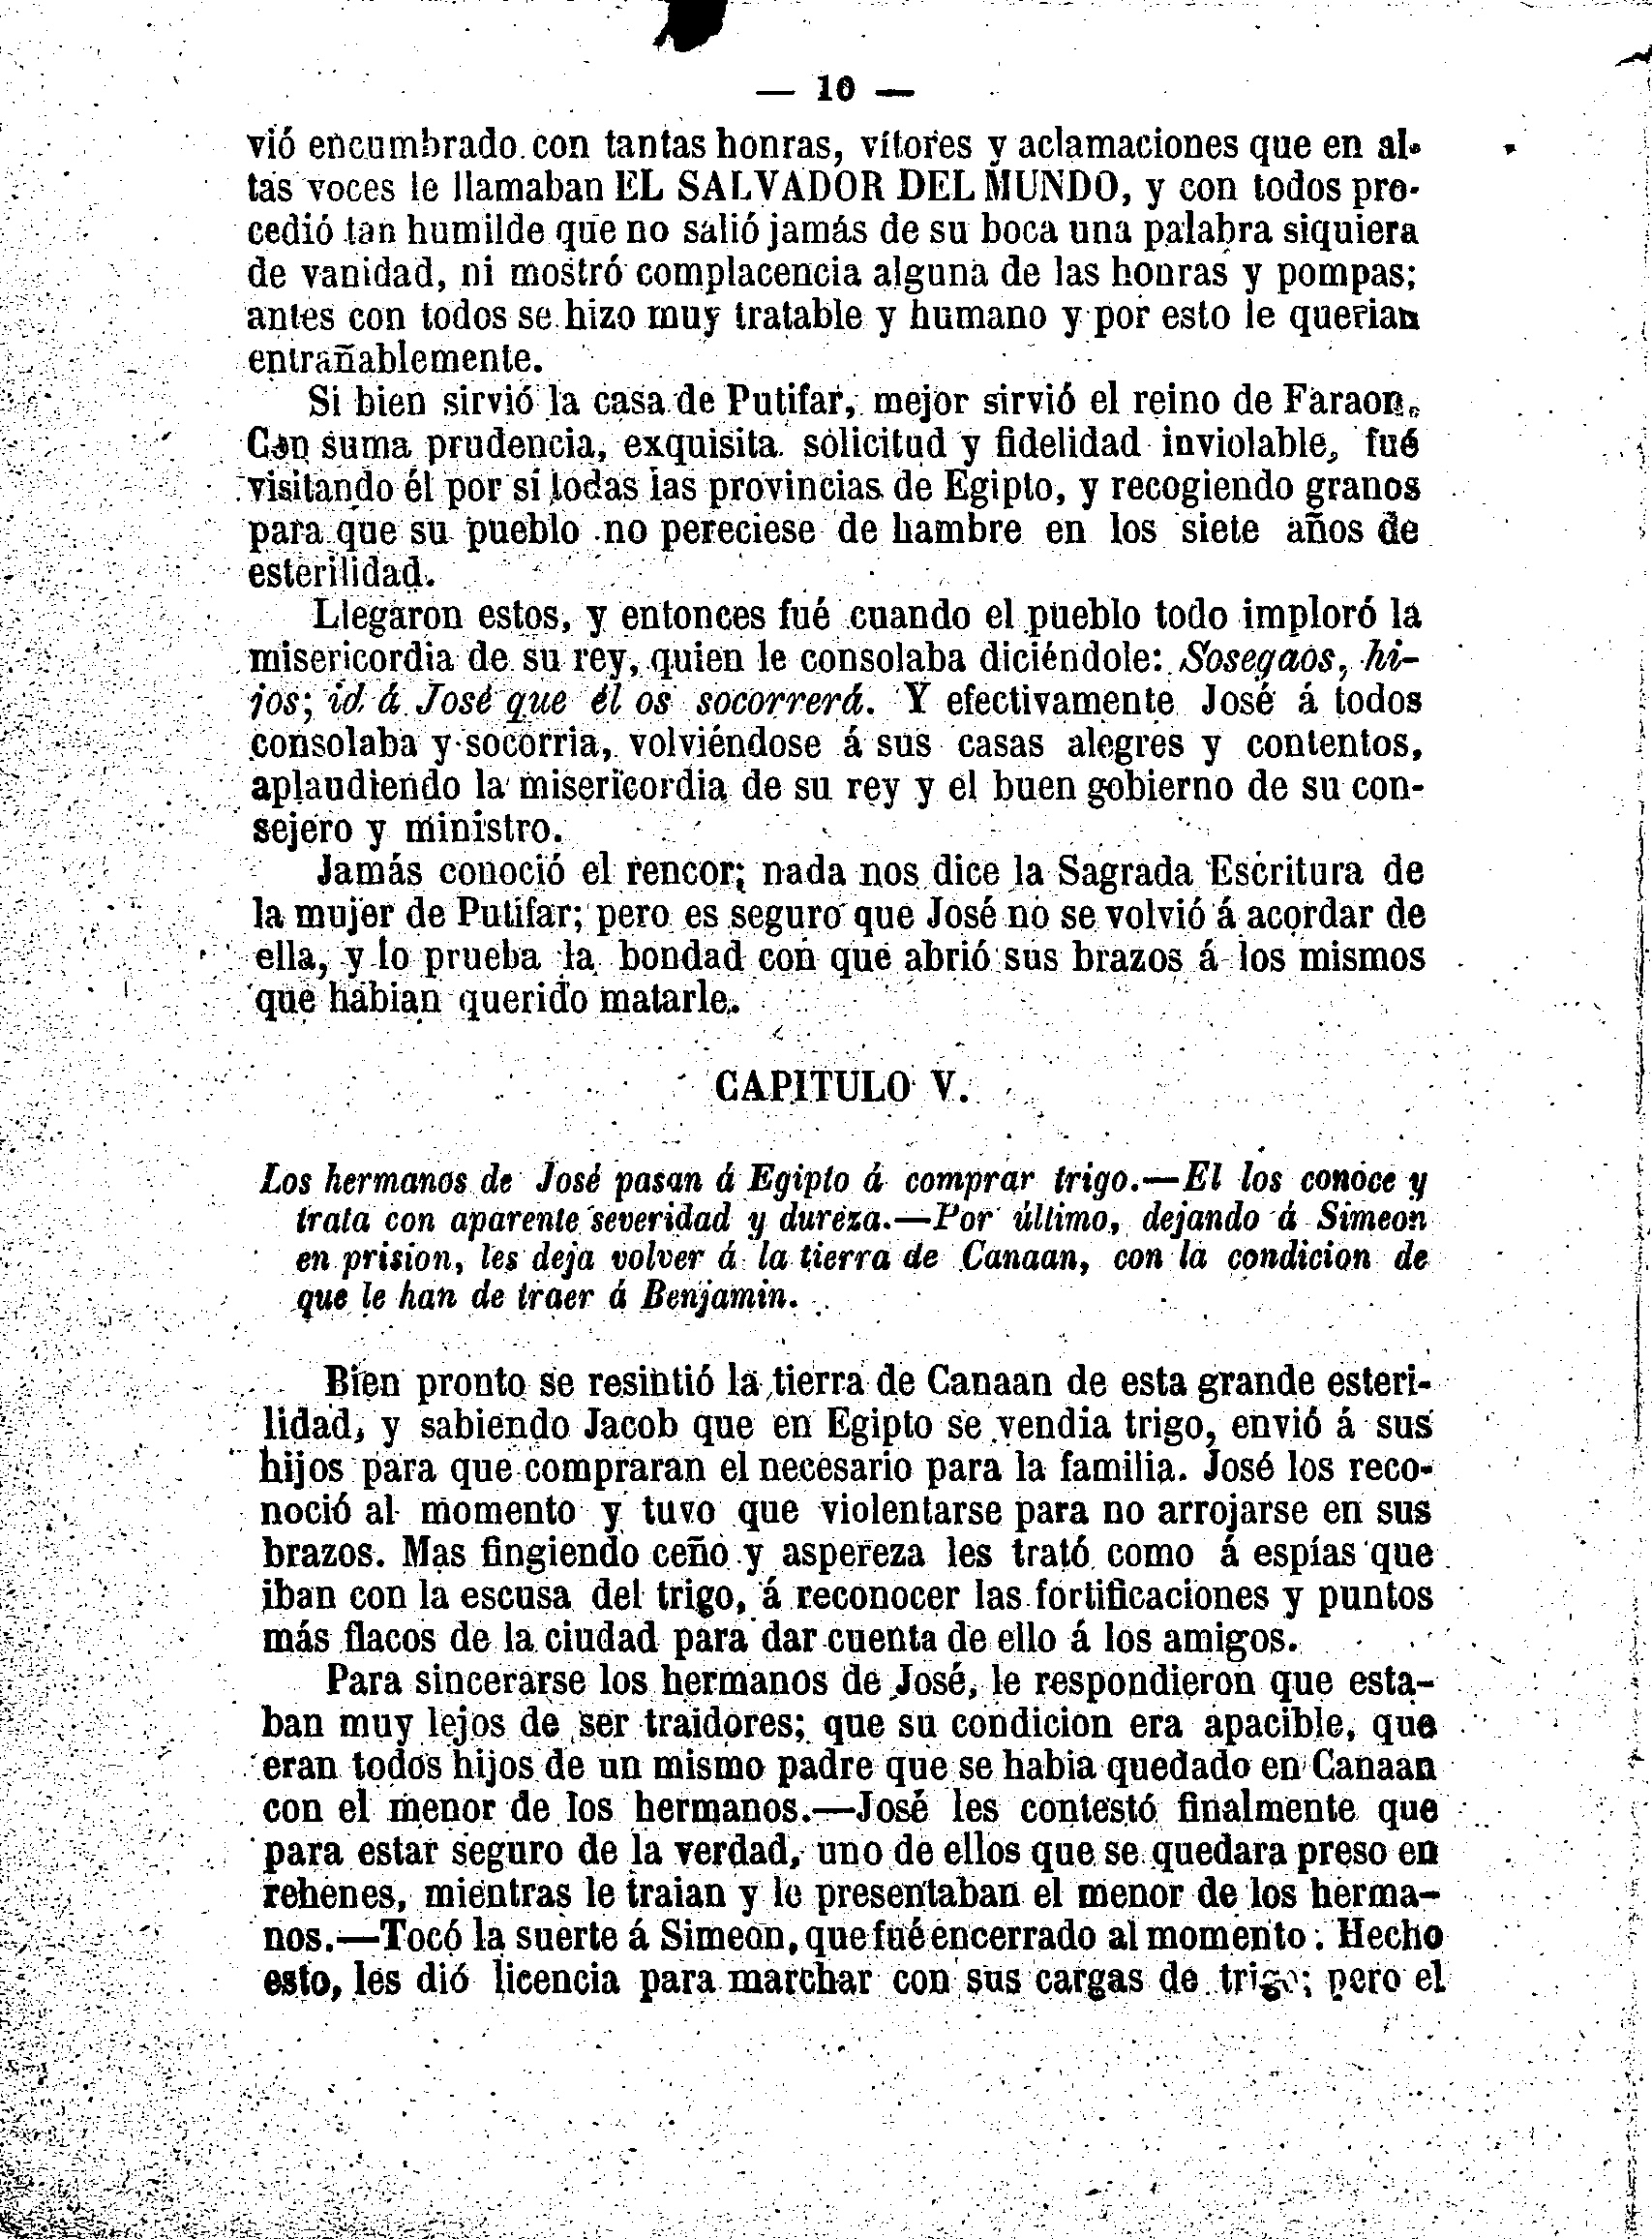 — 10 —
vió encumbrado con tantas honras, vítores y aclamaciones que en al-
tas voces le llamaban EL SALVADOR DEL MUNDO, y con todos pro-
cedió tan humilde que no salió jamás de su boca una palabra siquiera
de vanidad, ni mostró complacencia alguna de las honras y pompas;
antes con todos se hizo muy tratable y humano y por esto le querian
entrañablemente.
Si bien sirvió la casa de Putifar, mejor sirvió el reino de Faraon.
Con suma prudencia, exquisita solicitud y fidelidad inviolable, fué
visitando él por sí todas las provincias de Egipto, y recogiendo granos
para que su pueblo no pereciese de hambre en los siete años de
esterilidad.
Llegaron estos, y entonces fué cuando el pueblo todo imploró la
misericordia de su rey, quien le consolaba diciéndole: Sosegaos, hi-
jos; id á José que él os socorrerá. Y efectivamente José á todos
consolaba y socorria, volviéndose á sus casas alegres y contentos,
aplaudiendo la misericordia de su rey y el buen gobierno de su con-
sejero y ministro.
Jamás conoció el rencor; nada nos dice la Sagrada Escritura de
la mujer de Putifar; pero es seguro que José no se volvió á acordar de
ella, y lo prueba la bondad con que abrió sus brazos á los mismos
que habian querido matarle.
CAPITULO V.
Los hermanos de José pasan á Egipto á comprar trigo.—El los conoce y
trata con aparente severidad y dureza.—Por último, dejando á Simeon
en prision, les deja volver á la tierra de Canaan, con la condicion de
que le han de traer á Benjamin.
Bien pronto se resintió la tierra de Canaan de esta grande esteri-
lidad, y sabiendo Jacob que en Egipto se vendia trigo, envió á sus
hijos para que compraran el necesario para la familia. José los reco-
noció al momento y tuvo que violentarse para no arrojarse en sus
brazos. Mas fingiendo ceño y aspereza les trató como á espías que
iban con la escusa del trigo, á reconocer las fortificaciones y puntos
más flacos de la ciudad para dar cuenta de ello á los amigos.
Para sincerarse los hermanos de José, le respondieron que esta-
ban muy lejos de ser traidores; que su condicion era apacible, que
eran todos hijos de un mismo padre que se habia quedado en Canaan
con el menor de los hermanos.—José les contestó finalmente que
para estar seguro de la verdad, uno de ellos que se quedara preso en
rehenes, mientras le traian y le presentaban el menor de los herma-
nos.—Tocó la suerte á Simeon, que fué encerrado al momento. Hecho
esto, les dió licencia para marchar con sus cargas de trigo; pero el